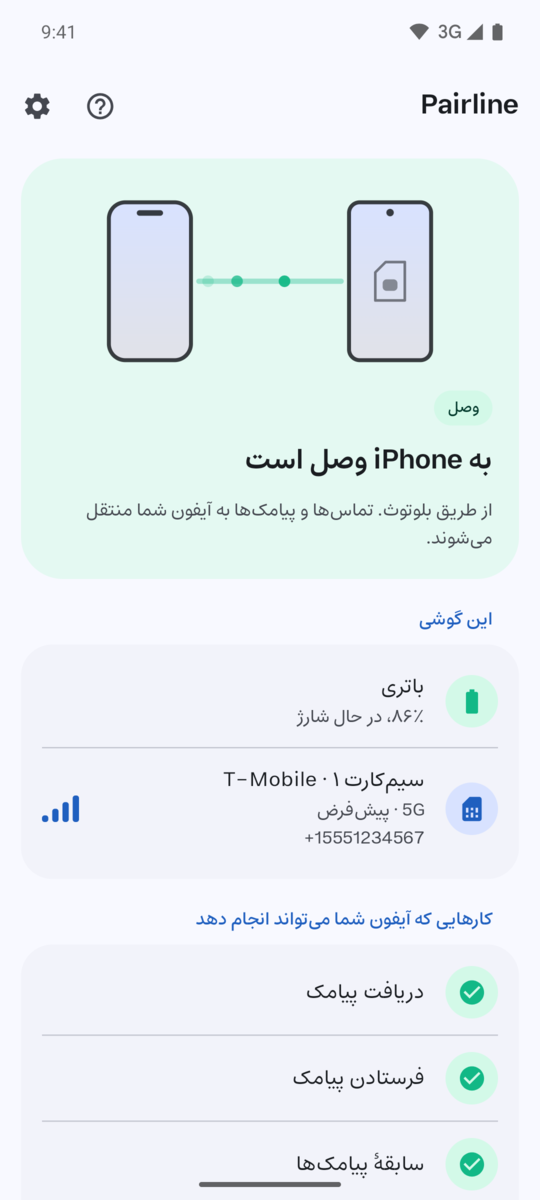 9:41
3G
Pairline
وصل
به iPhone وصل است
از طریق بلوتوث. تماس‌ها و پیامک‌ها به آیفون شما منتقل
می‌شوند.
این گوشی
باتری
۸۶٪، در حال شارژ
سیم‌کارت ۱ · T-Mobile
5G · پیش‌فرض
+15551234567
کارهایی که آیفون شما می‌تواند انجام دهد
دریافت پیامک
فرستادن پیامک
سابقهٔ پیامک‌ها